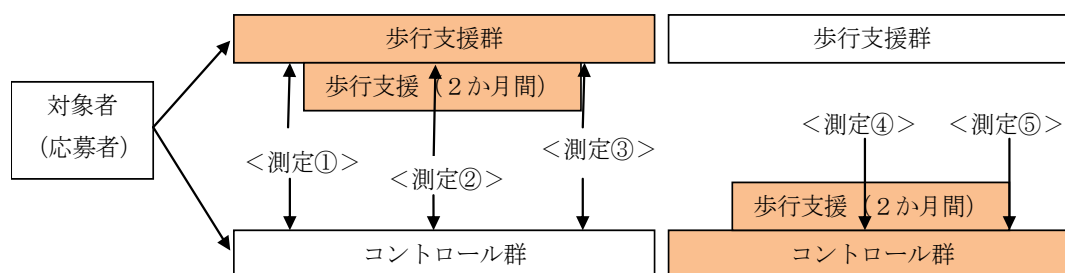 歩行支援群
歩行支援群
歩行支援（２か月間）
対象者
（応募者）
＜測定①＞
＜測定②＞
＜測定③＞
＜測定④＞
＜測定⑤＞
歩行支援（２か月間）
コントロール群
コントロール群